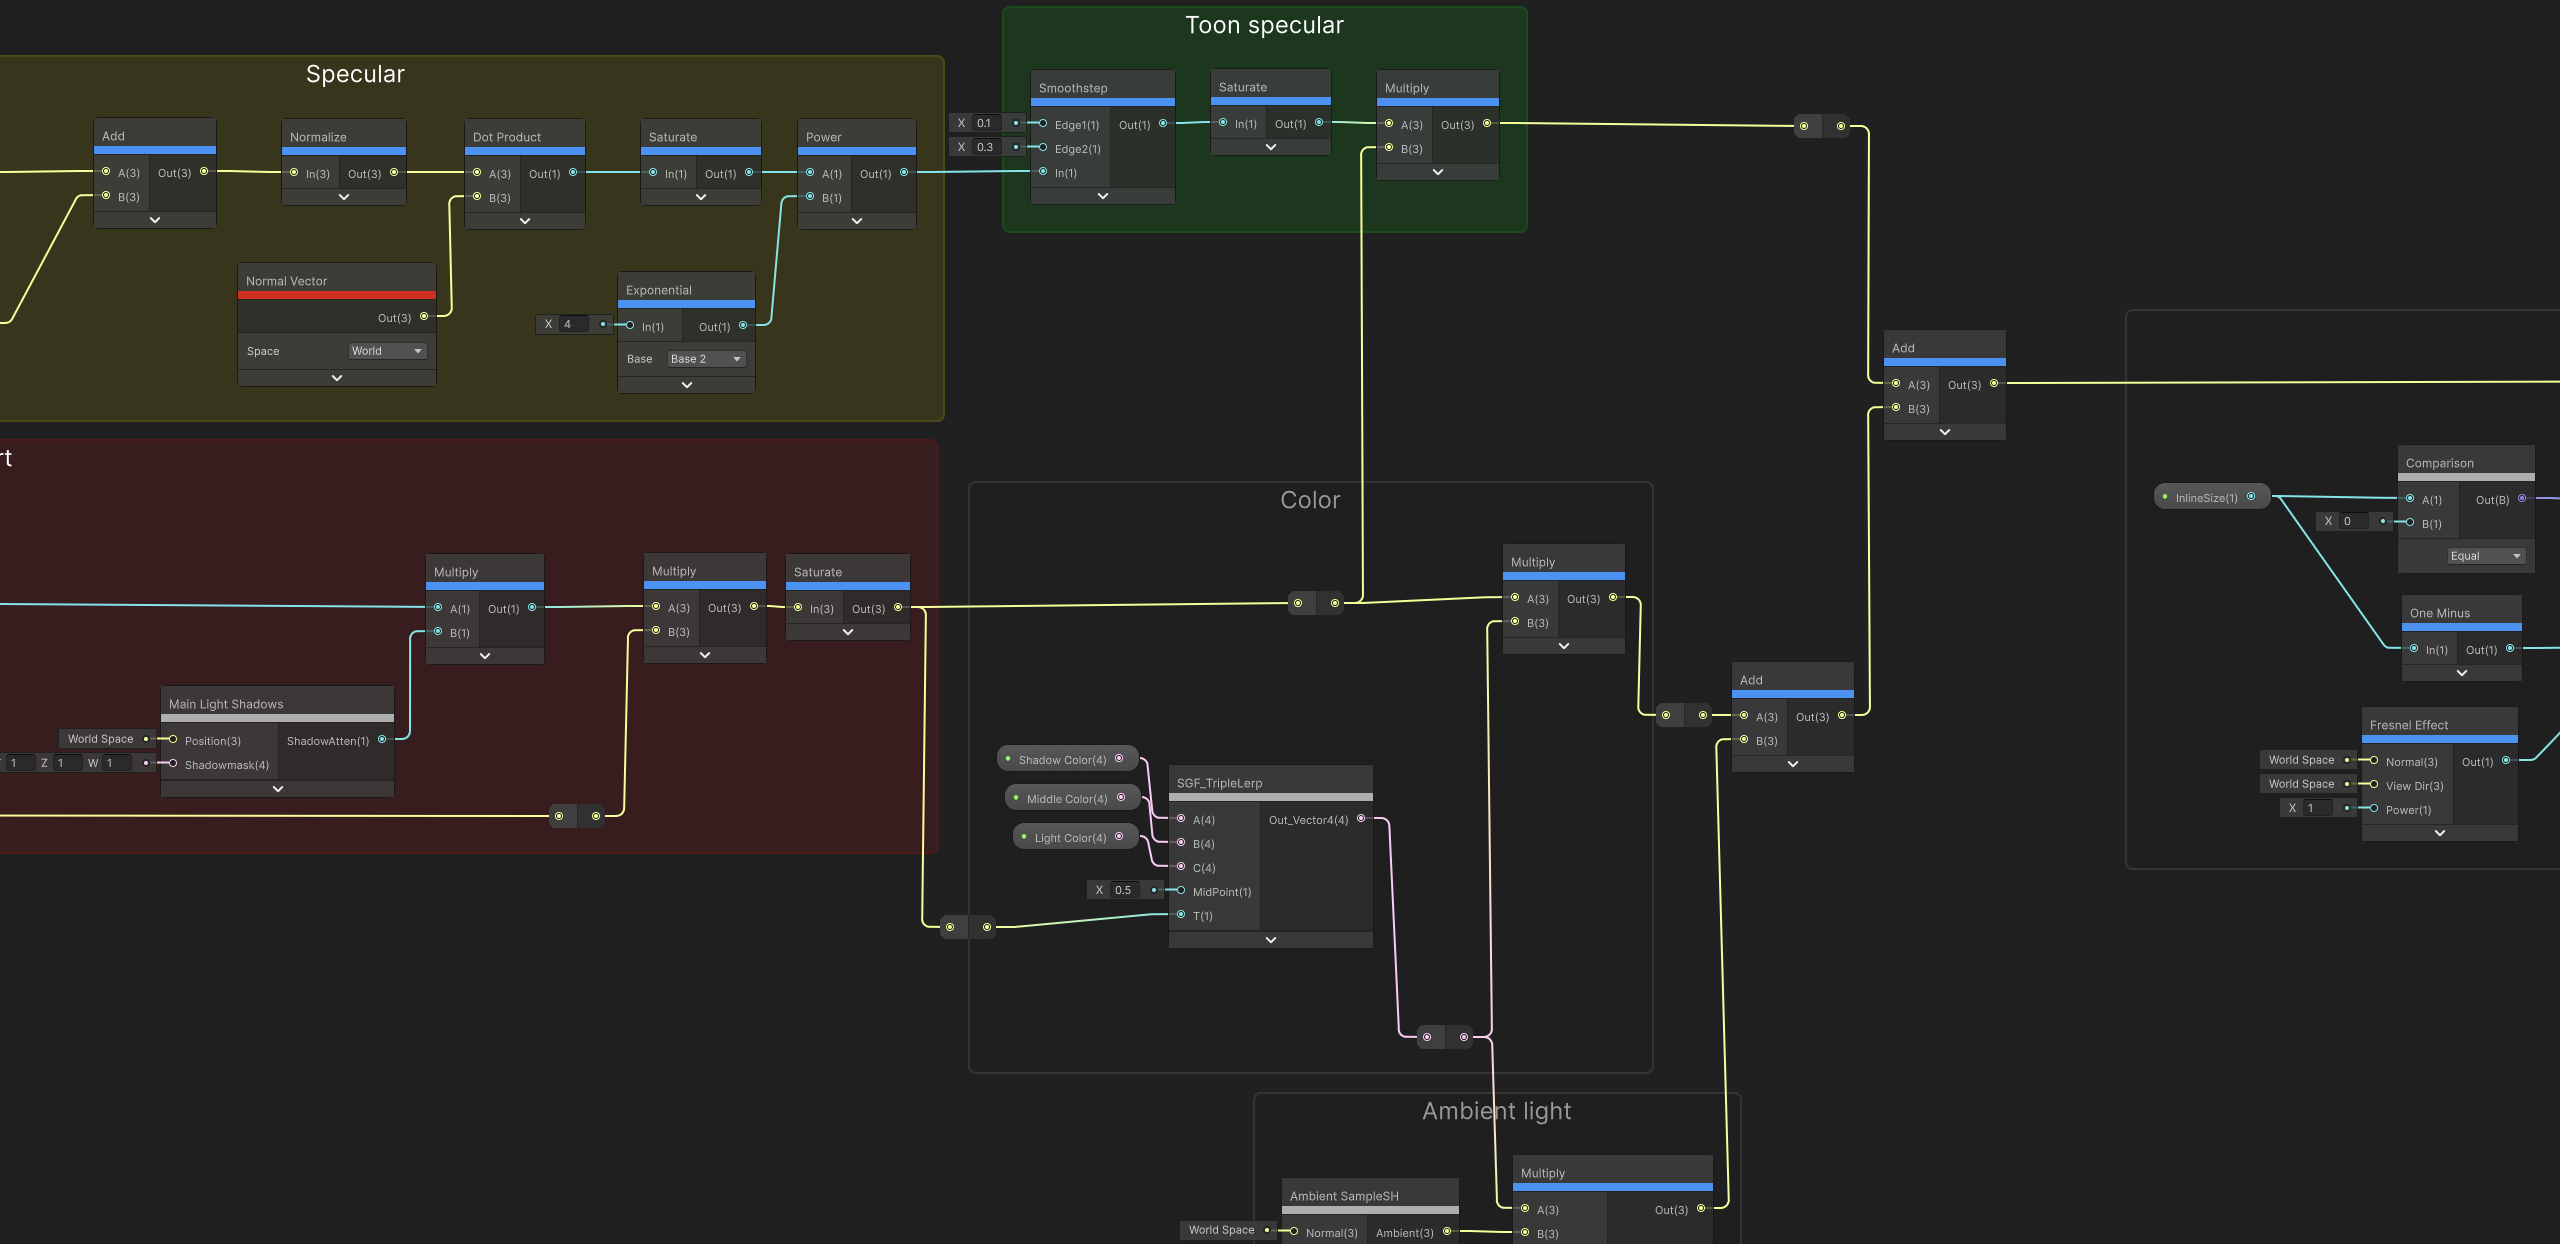 Toon specular
Smoothstep
X 0.1
Edge1(1)
Out(1)
X 0.3
Edge2(1)
In(1)
Saturate
In(1)
Out(1)
Multiply
A(3)
Out(3)
B(3)
Specular
Add
A(3)
Out(3)
B(3)
Normalize
In(3)
Out(3)
Dot Product
A(3)
Out(1)
B(3)
Saturate
In(1)
Out(1)
Power
A(1)
Out(1)
B(1)
Normal Vector
Out(3)
Space
World
Exponential
X 4
In(1)
Out(1)
Base
Base 2
rt
Multiply
A(1)
Out(1)
B(1)
Multiply
A(3)
Out(3)
B(3)
Saturate
In(3)
Out(3)
Main Light Shadows
World Space
Position(3)
ShadowAtten(1)
1 Z 1 W 1
Shadowmask(4)
Color
Multiply
A(3)
Out(3)
B(3)
Shadow Color(4)
Middle Color(4)
Light Color(4)
SGF_TripleLerp
A(4)
Out_Vector4(4)
B(4)
C(4)
X 0.5
MidPoint(1)
T(1)
Add
A(3)
Out(3)
B(3)
Add
A(3)
Out(3)
B(3)
InlineSize(1)
Comparison
A(1)
Out(B)
X 0
B(1)
Equal
One Minus
In(1)
Out(1)
Fresnel Effect
World Space
Normal(3)
Out(1)
World Space
View Dir(3)
X 1
Power(1)
Ambient light
Ambient SampleSH
World Space
Normal(3)
Ambient(3)
Multiply
A(3)
Out(3)
B(3)